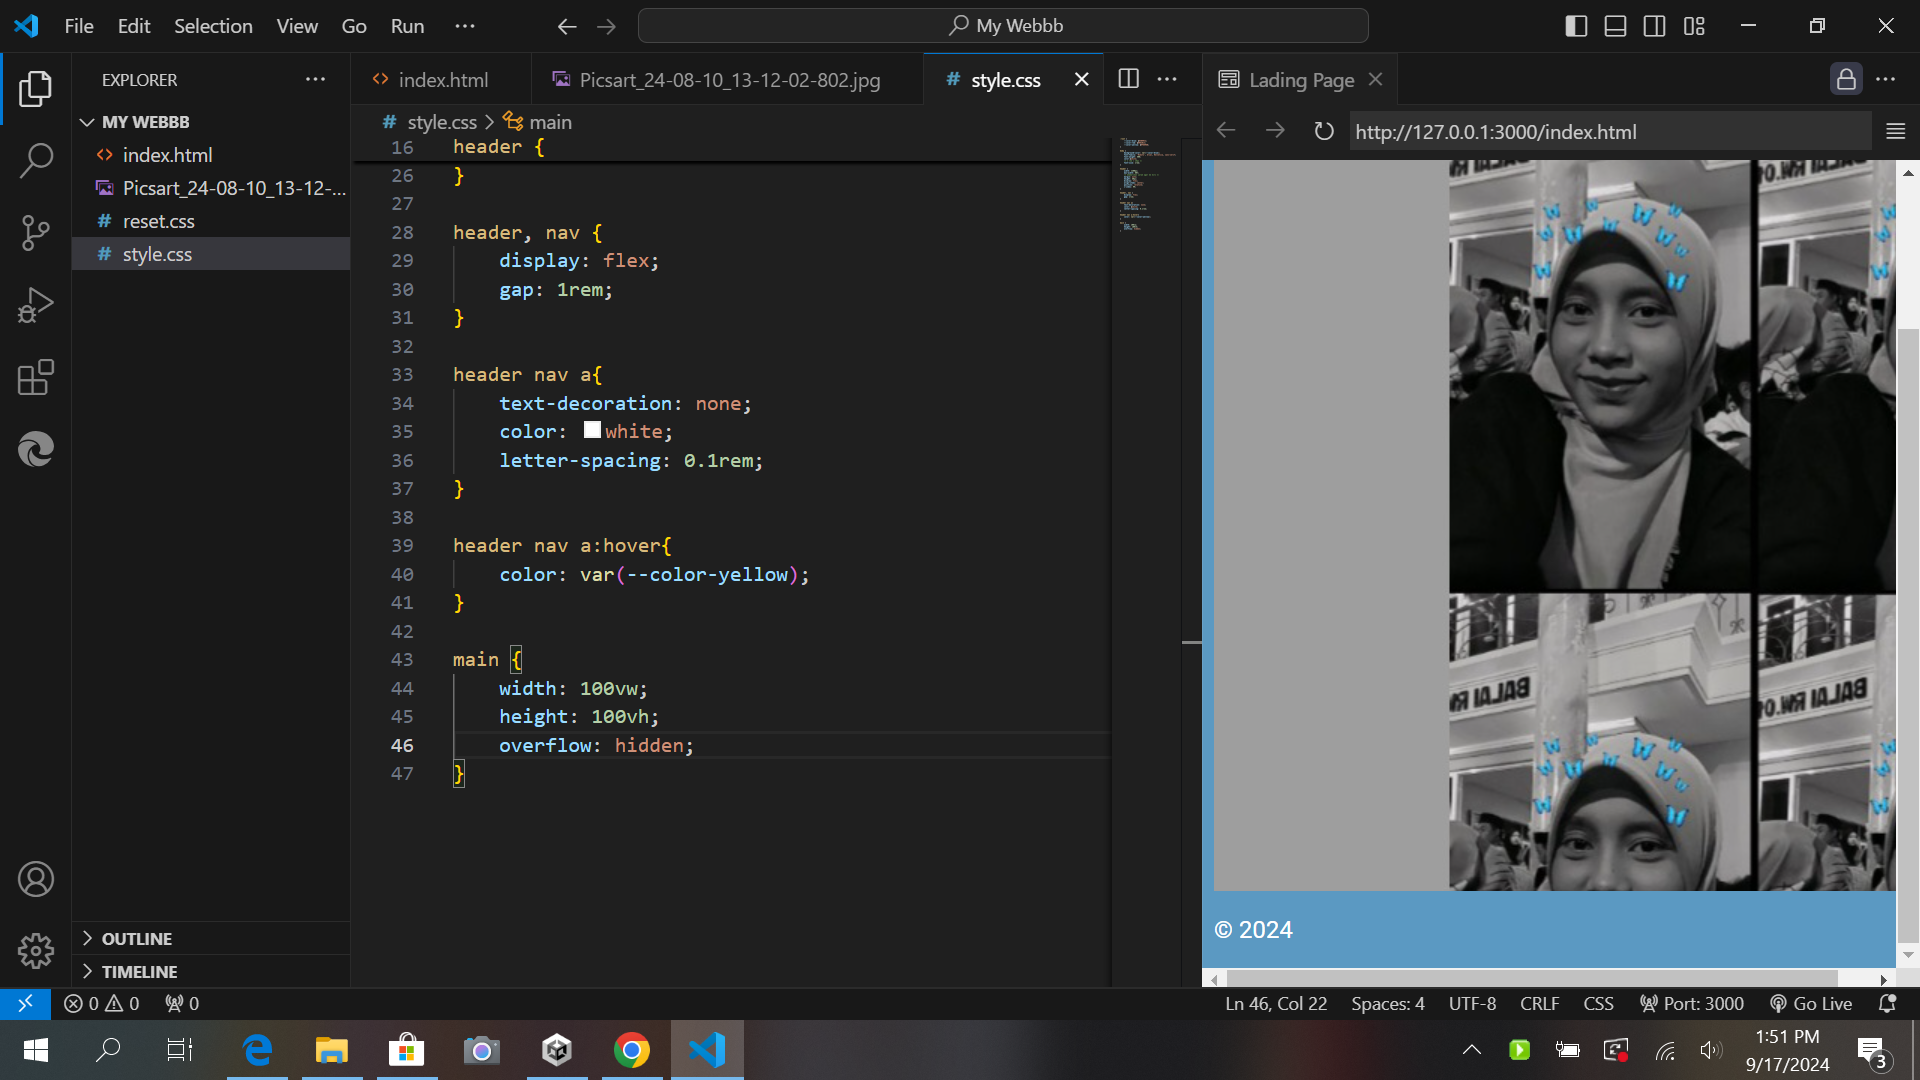 File Edit Selection View Go Run ··· My Webbb
EXPLORER ···
MY WEBBB
index.html
Picsart_24-08-10_13-12-...
reset.css
style.css
OUTLINE
TIMELINE
index.html Picsart_24-08-10_13-12-02-802.jpg # style.css
# style.css > main
16 header {
26 }
27
28 header, nav {
29 display: flex;
30 gap: 1rem;
31 }
32
33 header nav a{
34 text-decoration: none;
35 color: white;
36 letter-spacing: 0.1rem;
37 }
38
39 header nav a:hover{
40 color: var(--color-yellow);
41 }
42
43 main {
44 width: 100vw;
45 height: 100vh;
46 overflow: hidden;
47 }
Lading Page
http://127.0.0.1:3000/index.html
© 2024
0 0 0 Ln 46, Col 22 Spaces: 4 UTF-8 CRLF CSS Port: 3000 Go Live
1:51 PM
9/17/2024
3